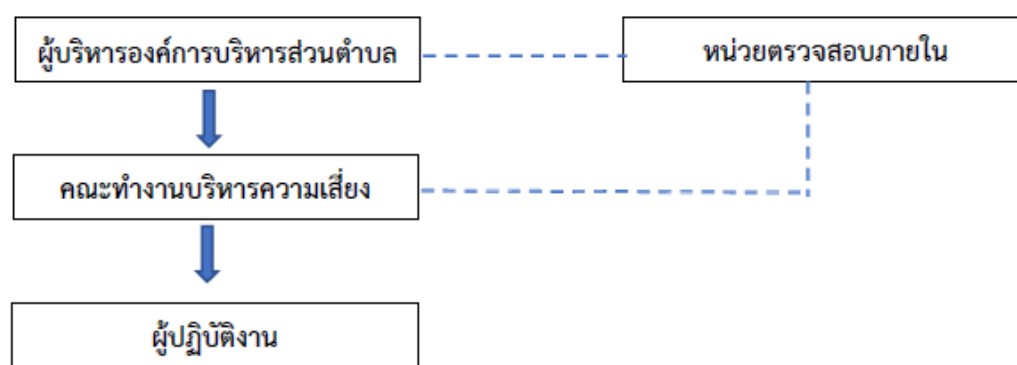 ผู้บริหารองค์การบริหารส่วนตำบล
หน่วยตรวจสอบภายใน
คณะทำงานบริหารความเสี่ยง
ผู้ปฏิบัติงาน